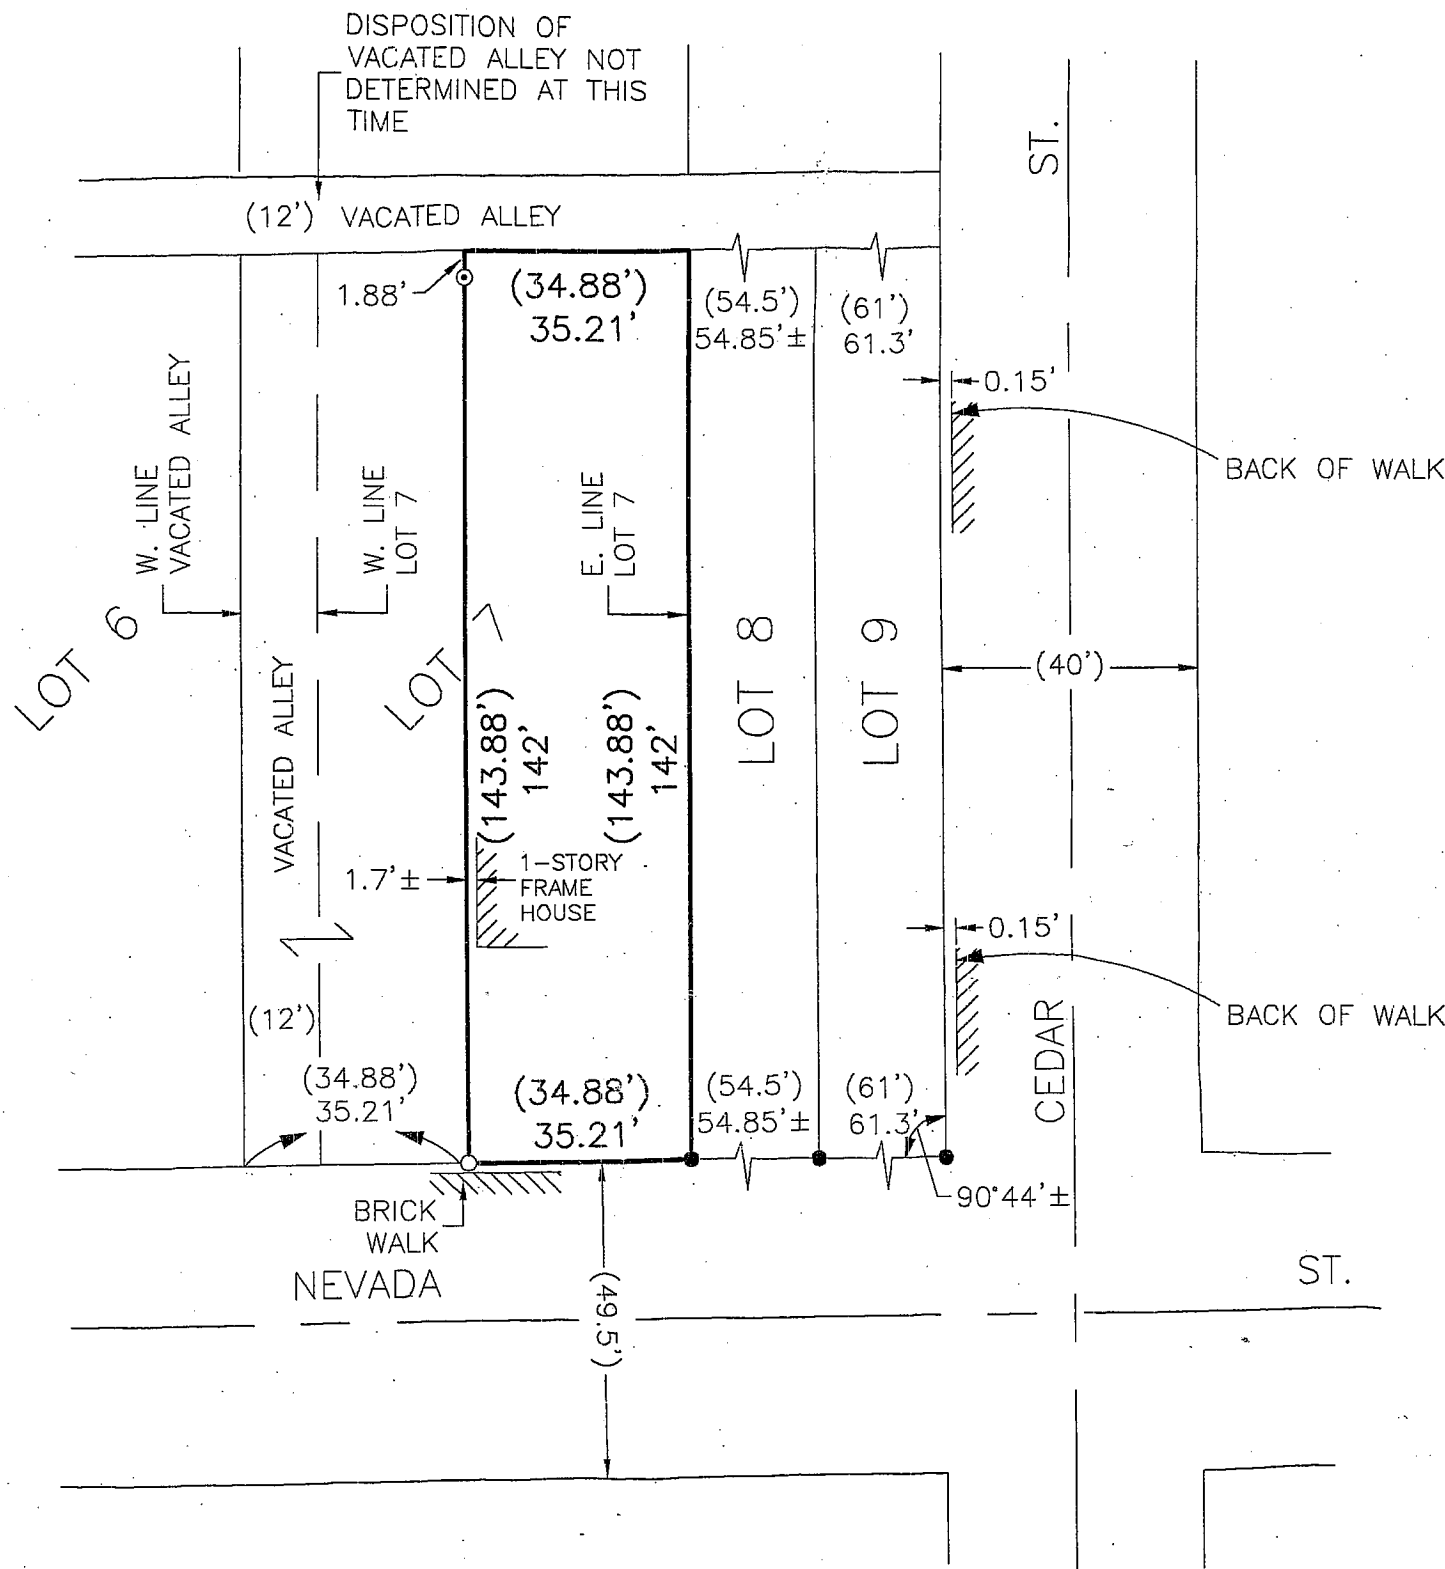 DISPOSITION OF
VACATED ALLEY NOT
DETERMINED AT THIS
TIME
ST.
(12') VACATED ALLEY
1.88'
(34.88')
35.21'
(54.5')
54.85'±
(61')
61.3'
0.15'
BACK OF WALK
W. LINE
VACATED ALLEY
W. LINE
LOT 7
E. LINE
LOT 7
LOT 6
LOT 7
LOT 8
LOT 9
(40')
VACATED ALLEY
(143.88')
142'
(143.88')
142'
1.7'±
1-STORY
FRAME
HOUSE
0.15'
BACK OF WALK
(12')
CEDAR
(34.88')
35.21'
(34.88')
35.21'
(54.5')
54.85'±
(61')
61.3'
90°44'±
BRICK
WALK
NEVADA
ST.
(49.5')